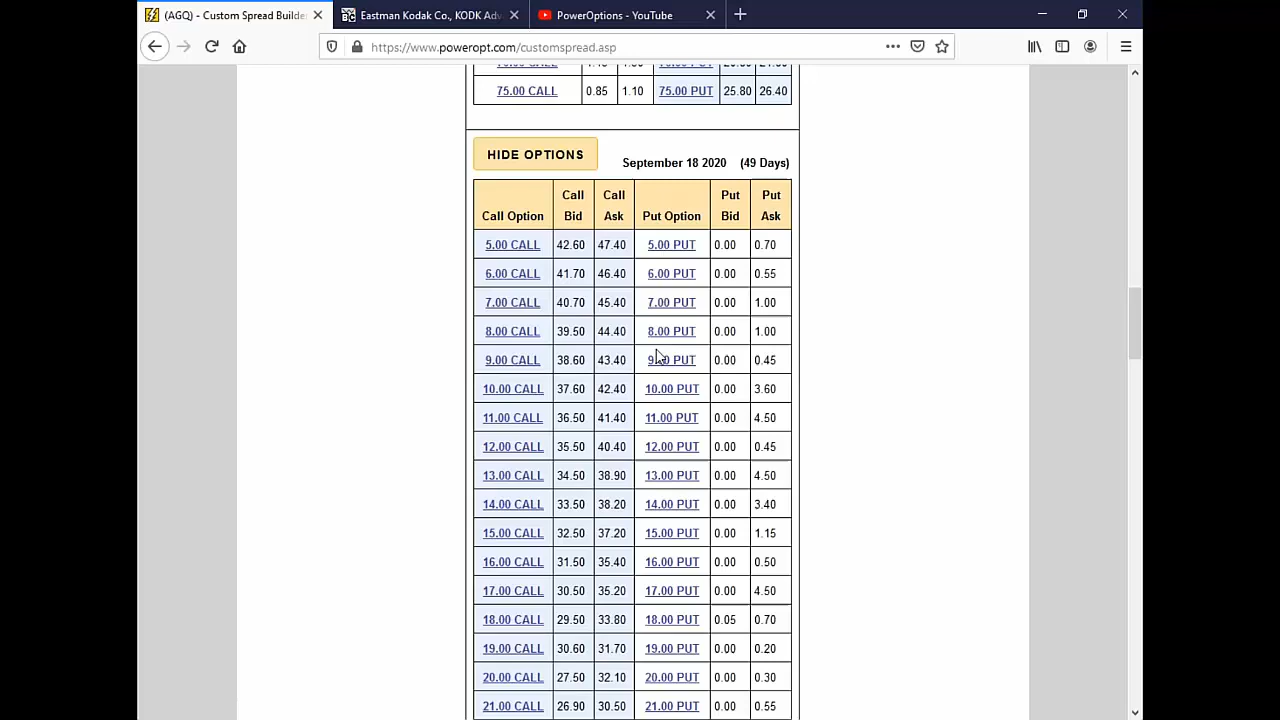 (AGQ) - Custom Spread Builde
Eastman Kodak Co., KODK Adv
PowerOptions - YouTube
https://www.poweropt.com/customspread.asp
75.00 CALL 0.85 1.10 75.00 PUT 25.80 26.40
HIDE OPTIONS September 18 2020 (49 Days)
Call Option Call Bid Call Ask Put Option Put Bid Put Ask
5.00 CALL 42.60 47.40 5.00 PUT 0.00 0.70
6.00 CALL 41.70 46.40 6.00 PUT 0.00 0.55
7.00 CALL 40.70 45.40 7.00 PUT 0.00 1.00
8.00 CALL 39.50 44.40 8.00 PUT 0.00 1.00
9.00 CALL 38.60 43.40 PUT 0.00 0.45
10.00 CALL 37.60 42.40 10.00 PUT 0.00 3.60
11.00 CALL 36.50 41.40 11.00 PUT 0.00 4.50
12.00 CALL 35.50 40.40 12.00 PUT 0.00 0.45
13.00 CALL 34.50 38.90 13.00 PUT 0.00 4.50
14.00 CALL 33.50 38.20 14.00 PUT 0.00 3.40
15.00 CALL 32.50 37.20 15.00 PUT 0.00 1.15
16.00 CALL 31.50 35.40 16.00 PUT 0.00 0.50
17.00 CALL 30.50 35.20 17.00 PUT 0.00 4.50
18.00 CALL 29.50 33.80 18.00 PUT 0.05 0.70
19.00 CALL 30.60 31.70 19.00 PUT 0.00 0.20
20.00 CALL 27.50 32.10 20.00 PUT 0.00 0.30
21.00 CALL 26.90 30.50 21.00 PUT 0.00 0.55